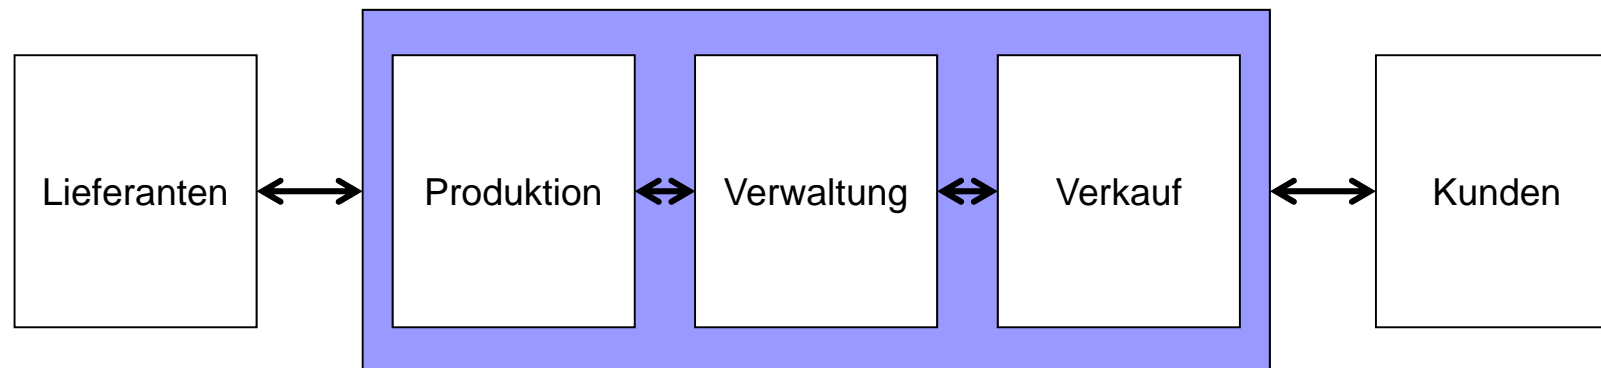 Lieferanten
Produktion
Verwaltung
Verkauf
Kunden